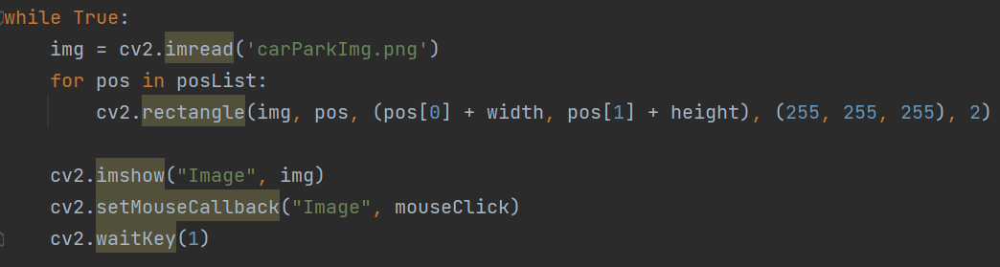 while True:
    img = cv2.imread('carParkImg.png')
    for pos in posList:
        cv2.rectangle(img, pos, (pos[0] + width, pos[1] + height), (255, 255, 255), 2)

    cv2.imshow("Image", img)
    cv2.setMouseCallback("Image", mouseClick)
    cv2.waitKey(1)